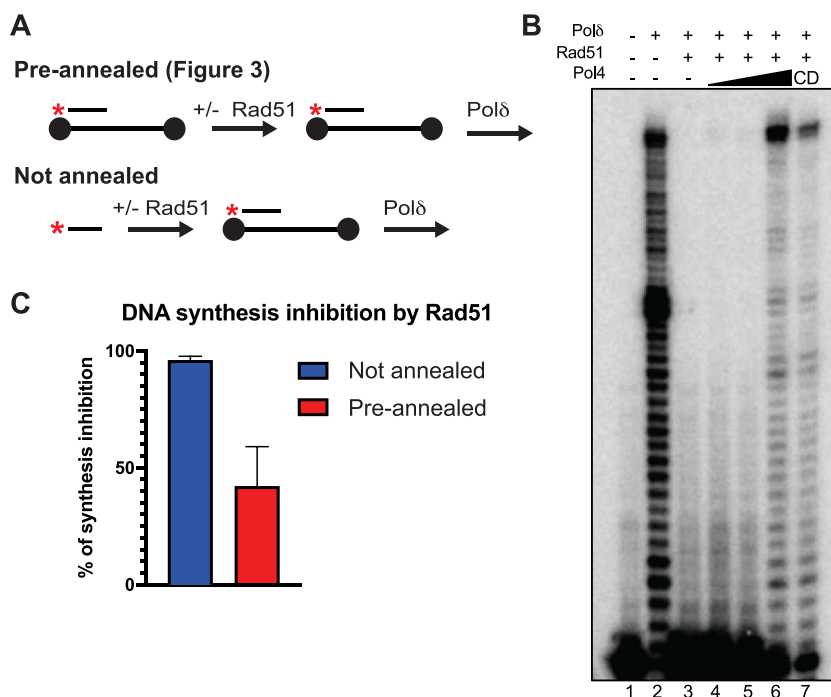 A
Pre-annealed (Figure 3)
* +/- Rad51 * Polδ
Not annealed
* +/- Rad51 * Polδ
B
Polδ - + + + + + +
Rad51 - - + + + + +
Pol4 - - - CD
1 2 3 4 5 6 7
C
DNA synthesis inhibition by Rad51
% of synthesis inhibition
100
50
0
Not annealed
Pre-annealed